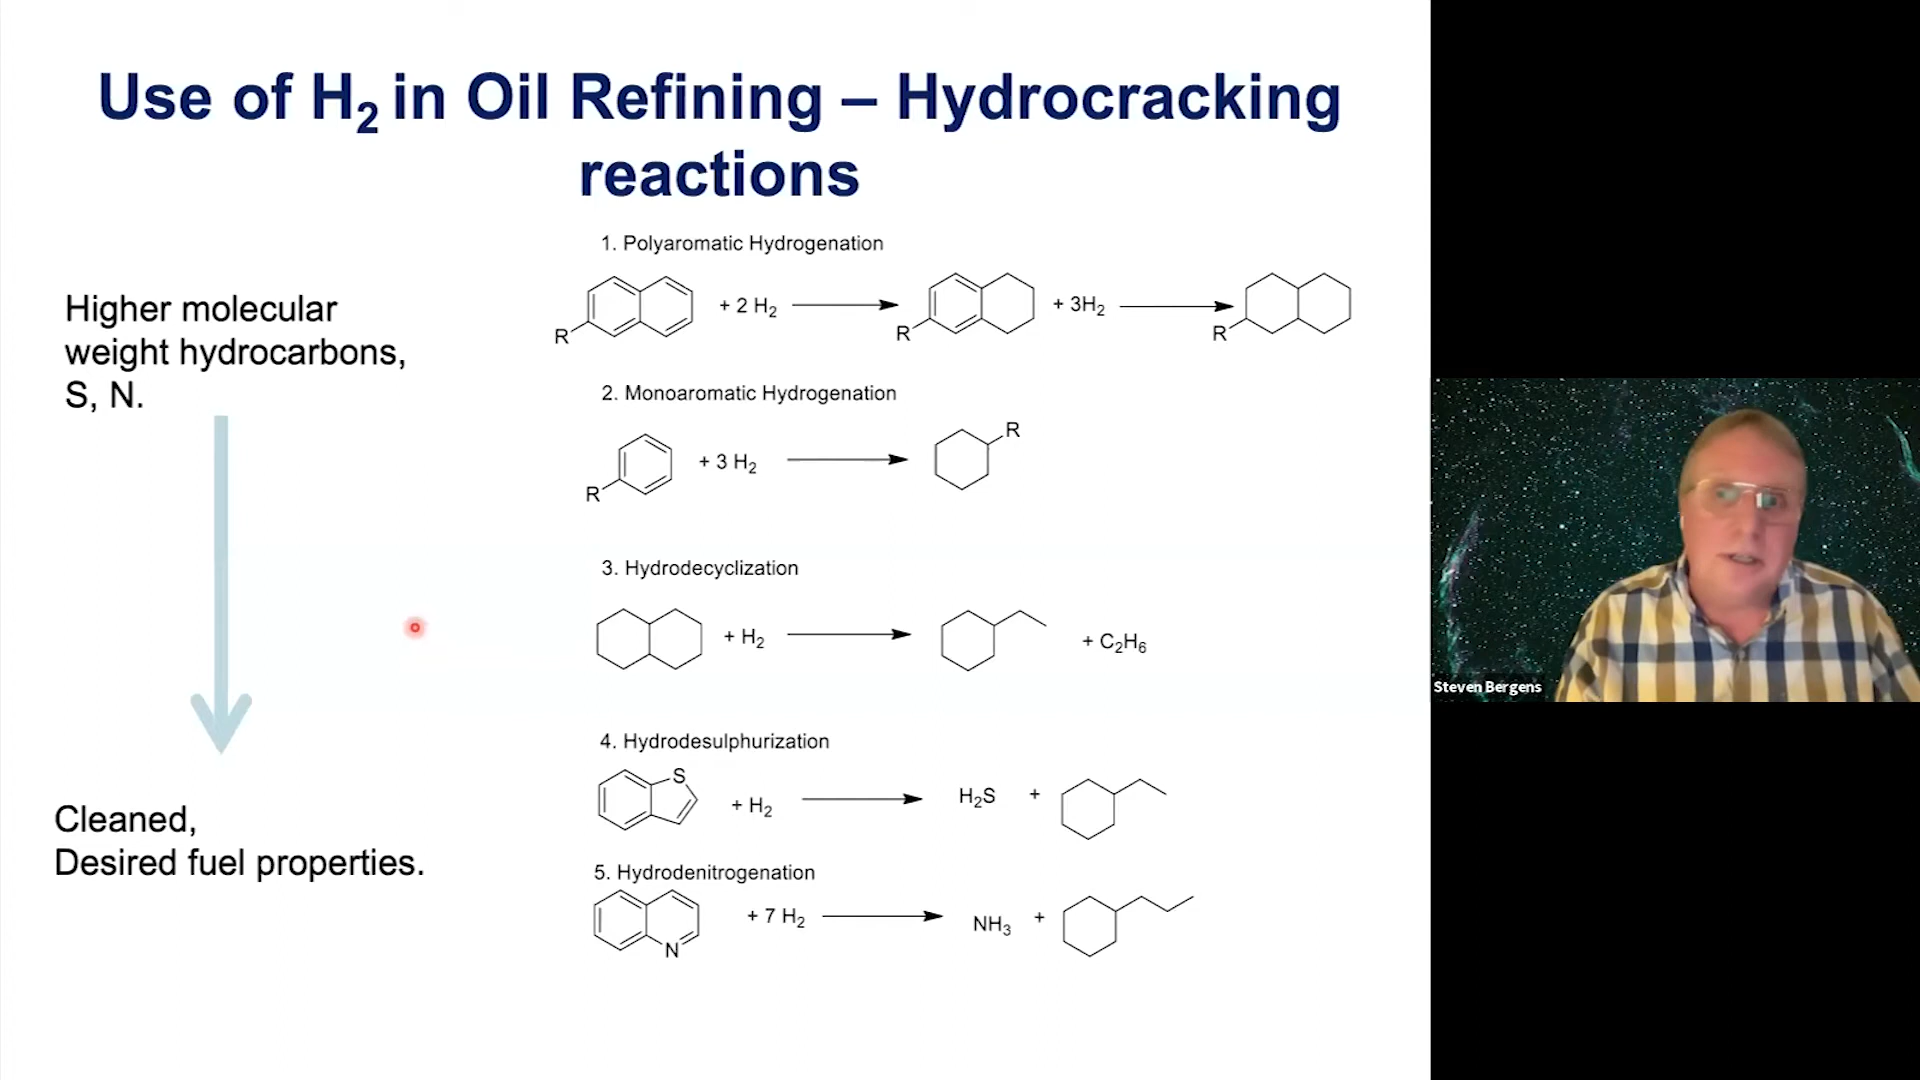 Use of H₂ in Oil Refining – Hydrocracking
reactions
Higher molecular
weight hydrocarbons,
S, N.
Cleaned,
Desired fuel properties.
1. Polyaromatic Hydrogenation
R + 2 H₂ R + 3H₂ R
2. Monoaromatic Hydrogenation
R + 3 H₂ R
3. Hydrodecyclization
+ H₂ + C₂H₆
4. Hydrodesulphurization
S + H₂ H₂S +
5. Hydrodenitrogenation
N + 7 H₂ NH₃ +
Steven Bergens